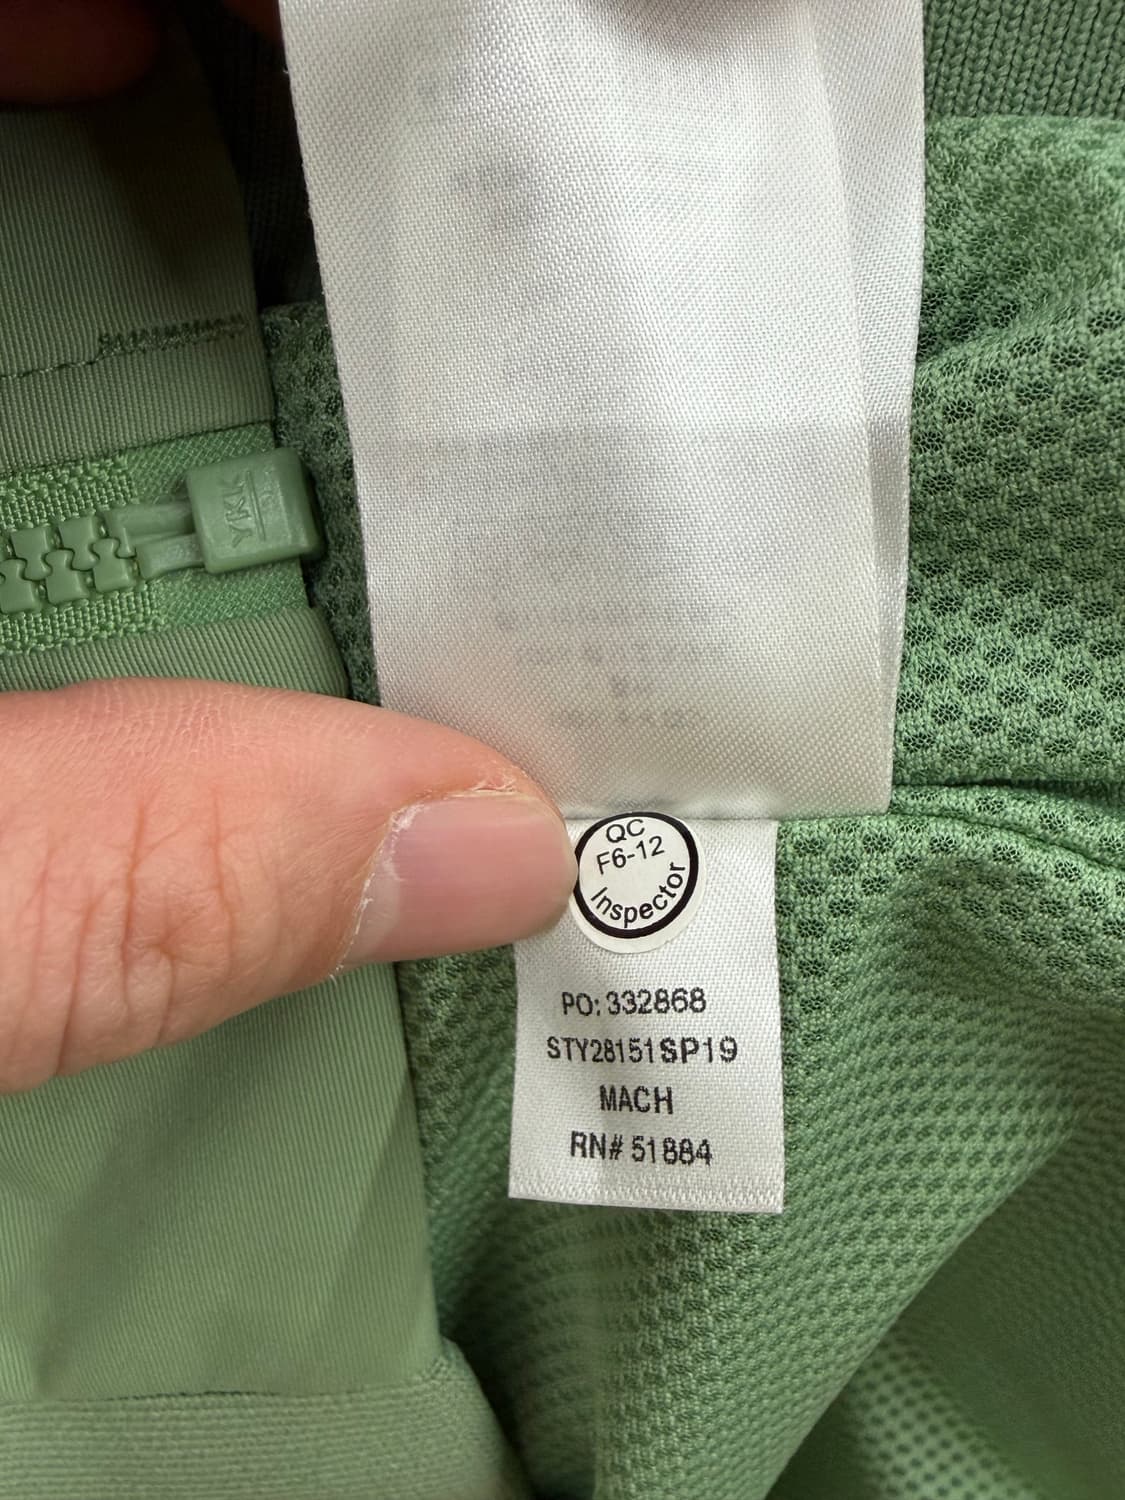 YKK
QC
F6-12
Inspector
PO: 332868
STY28151SP19
MACH
RN# 51884